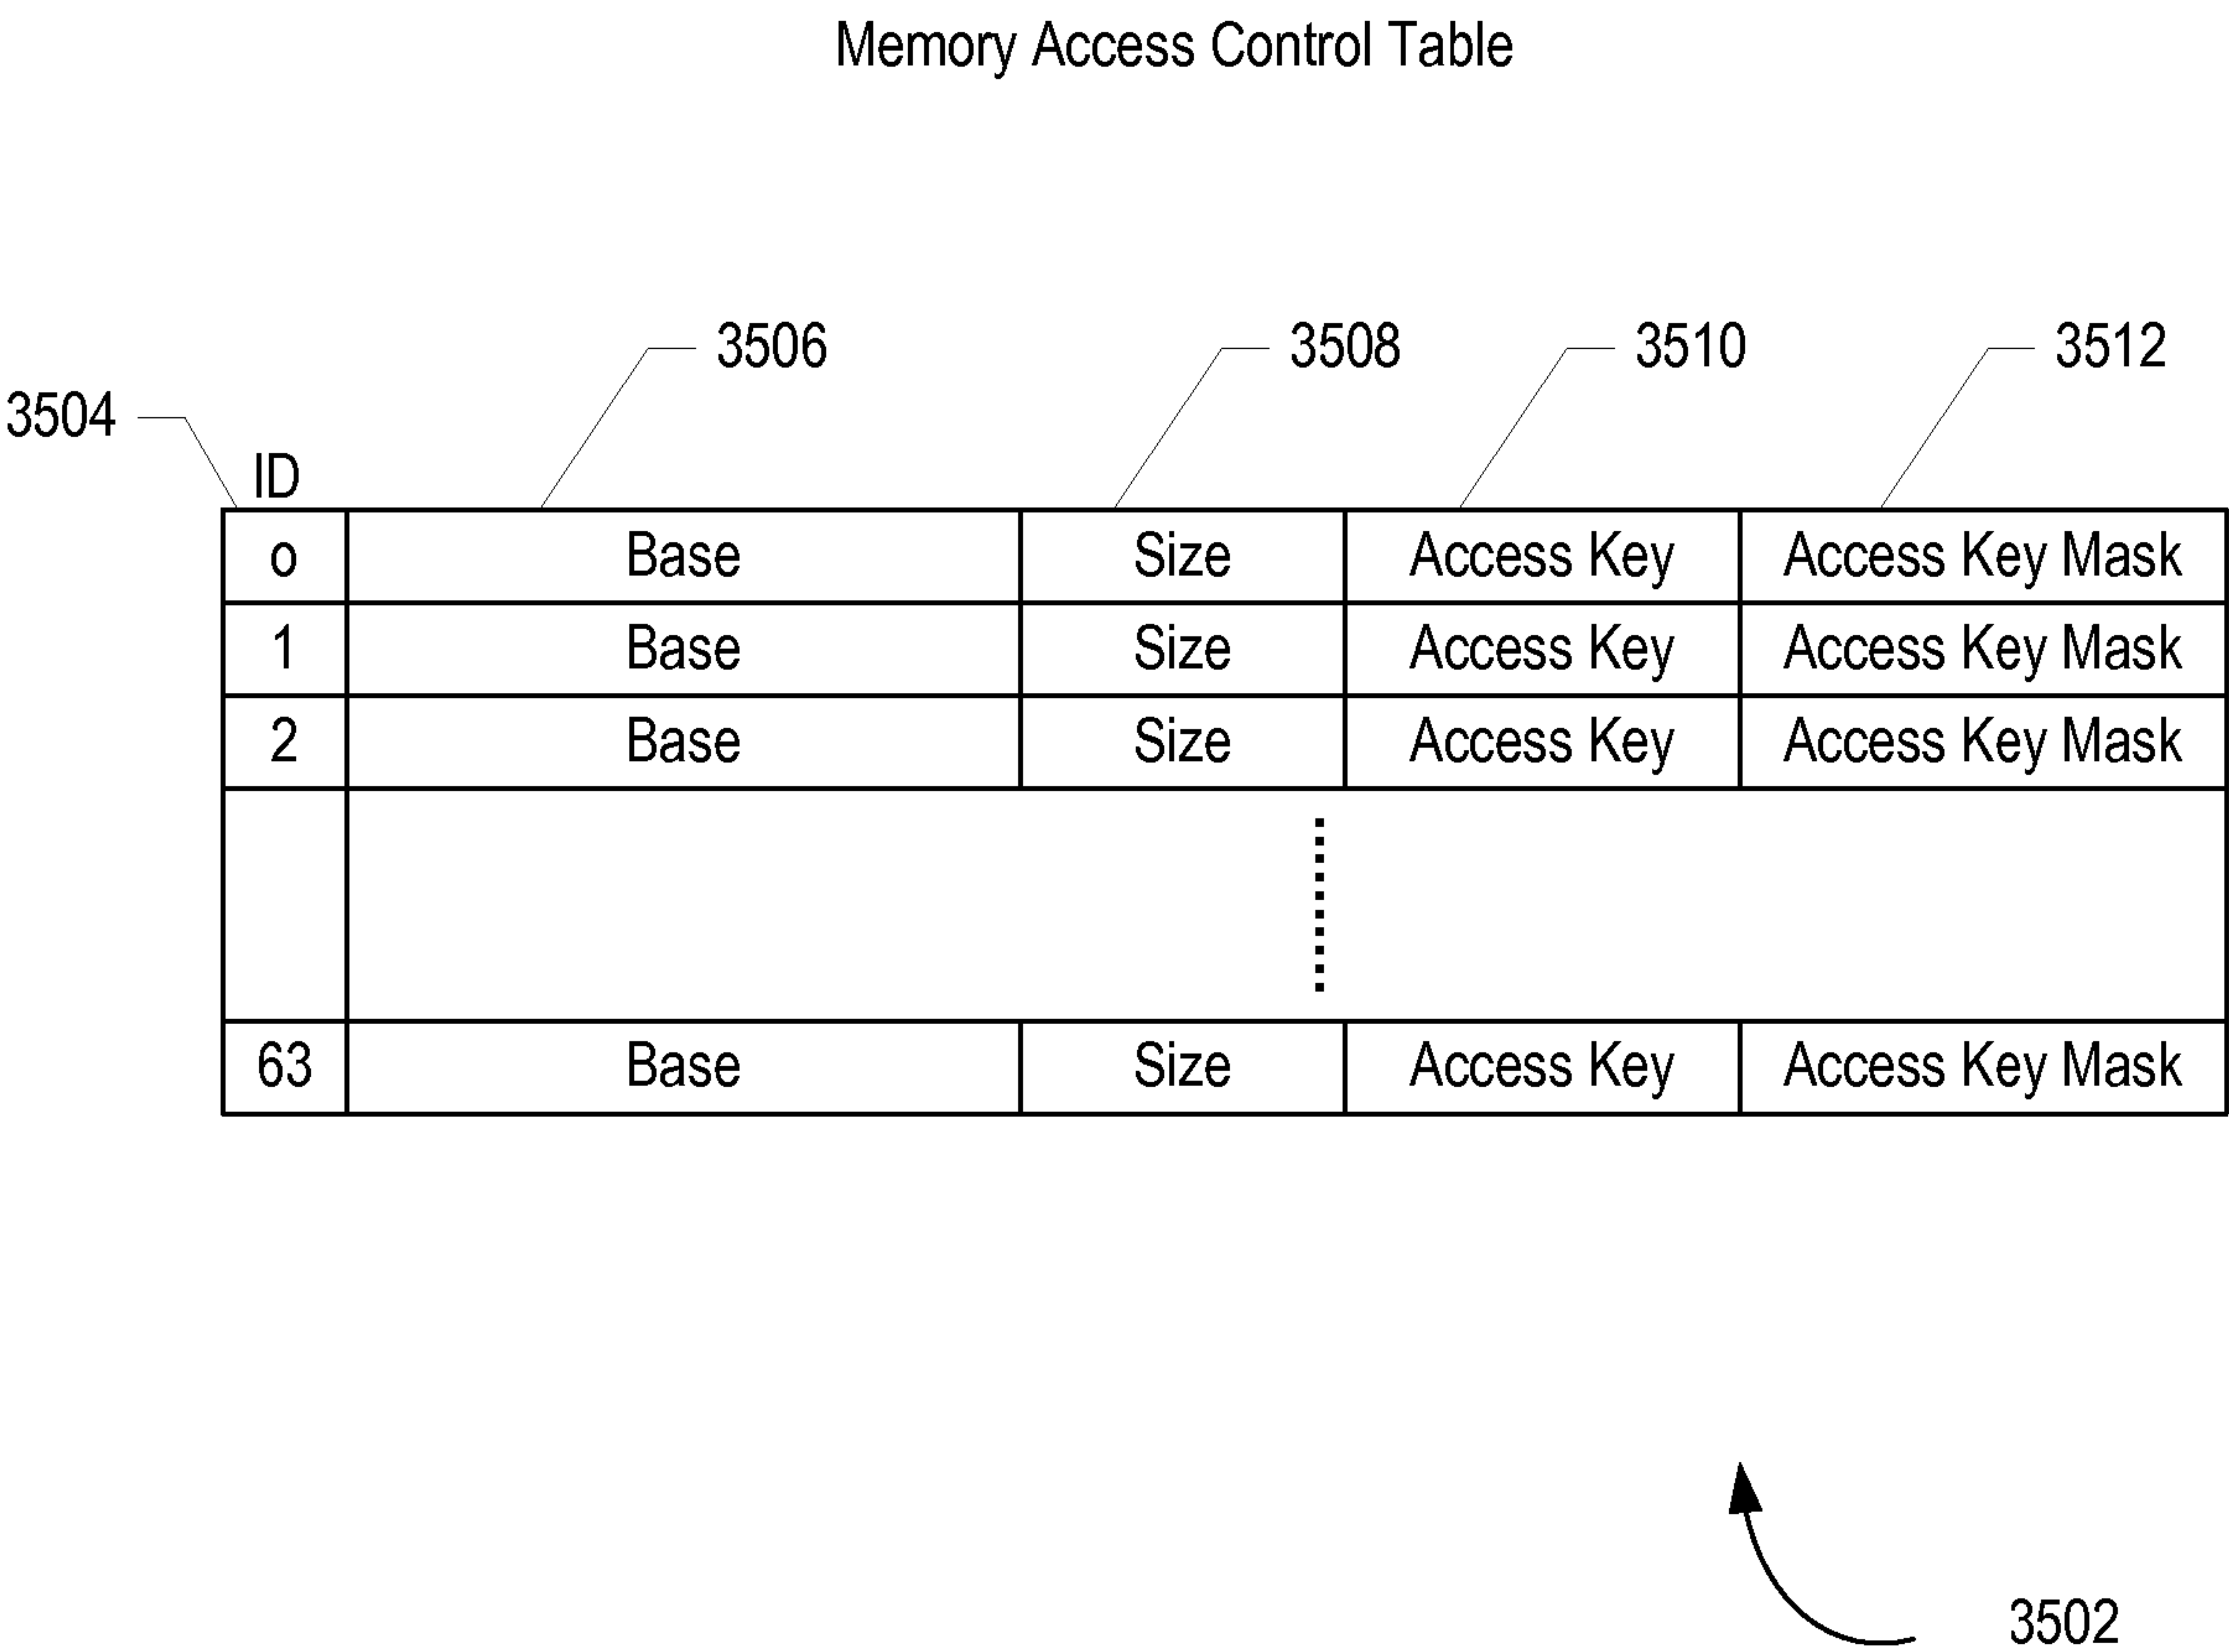 Memory Access Control Table
3506 3508 3510 3512
3504
ID
o Base Size Access Key Access Key Mask
1 Base Size Access Key Access Key Mask
2 Base Size Access Key Access Key Mask
63 Base Size Access Key Access Key Mask
3502